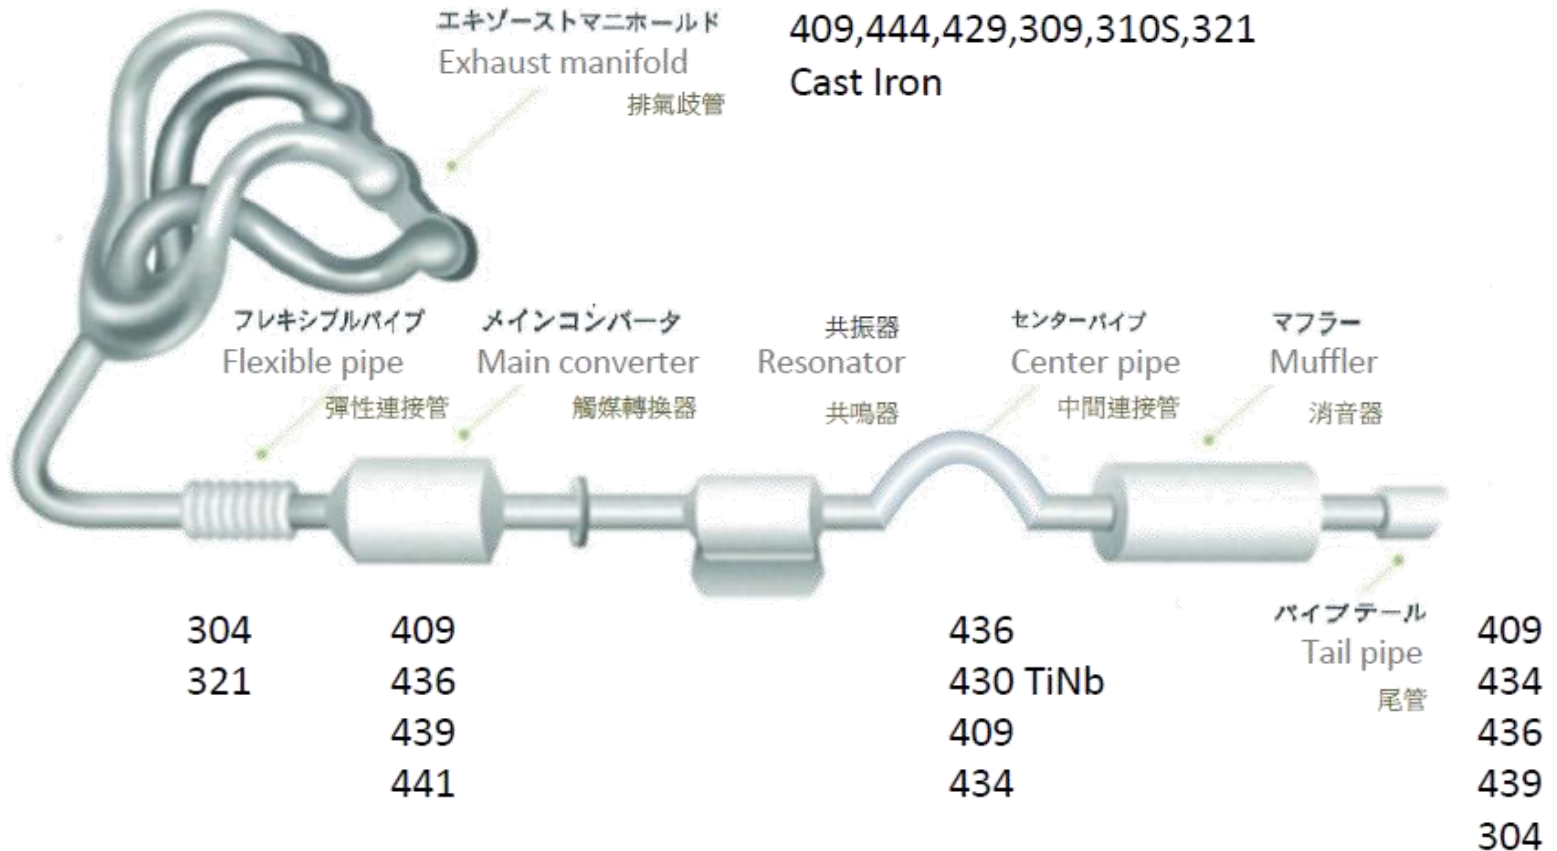 エキゾーストマニホールド
Exhaust manifold
排氣歧管
409,444,429,309,310S,321
Cast Iron
フレキシブルパイプ
Flexible pipe
彈性連接管
メインコンバータ
Main converter
觸媒轉換器
共振器
Resonator
共鳴器
センターパイプ
Center pipe
中間連接管
マフラー
Muffler
消音器
304
321
409
436
439
441
436
430 TiNb
409
434
パイプテール
Tail pipe
尾管
409
434
436
439
304